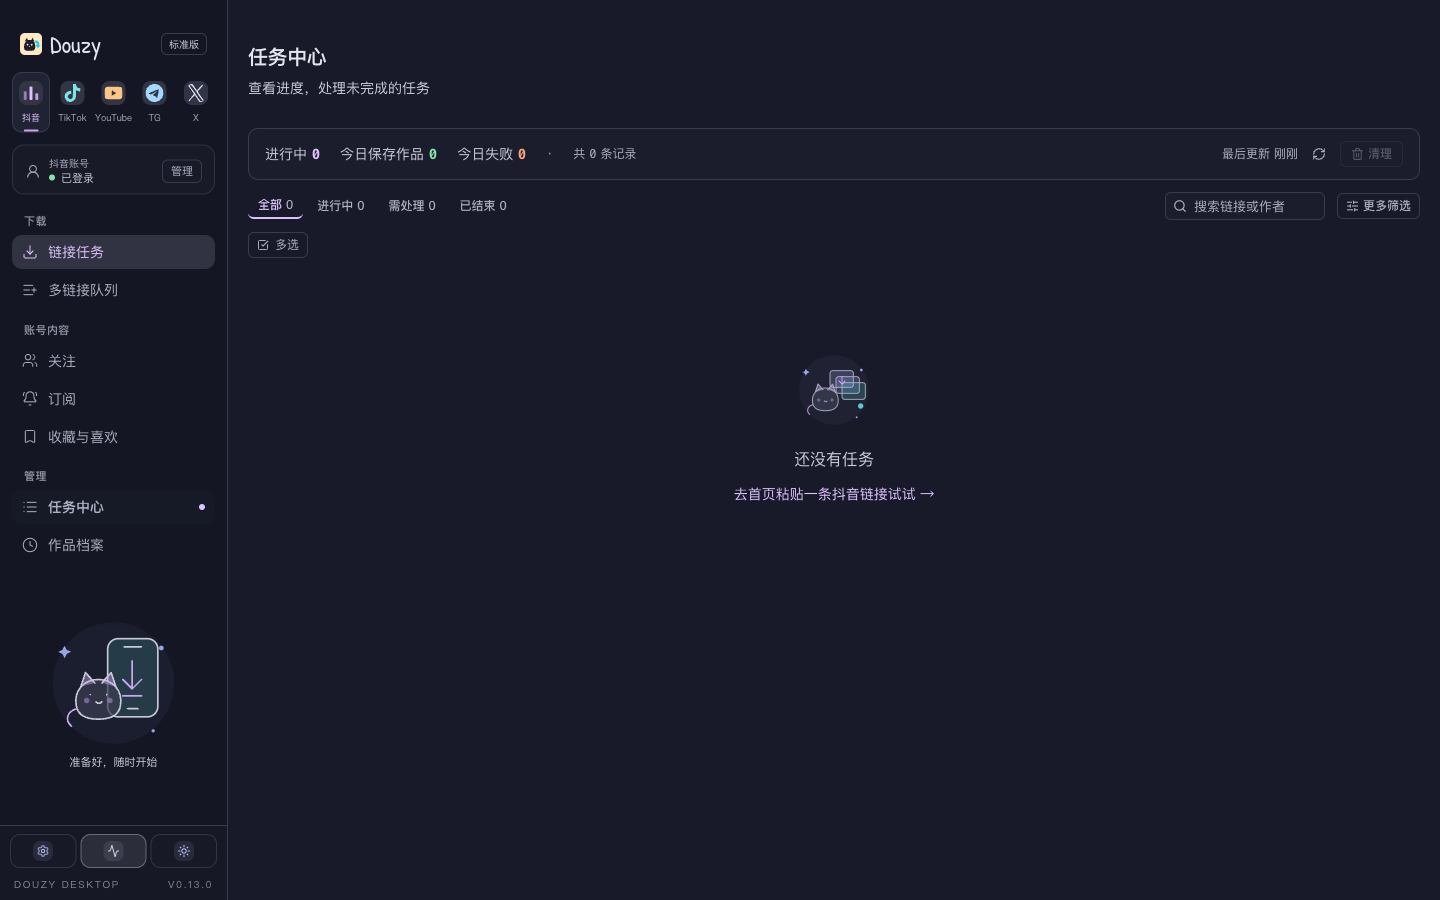 Douzy
标准版
抖音
TikTok
YouTube
TG
X
抖音账号
已登录
管理
下载
链接任务
多链接队列
账号内容
关注
订阅
收藏与喜欢
管理
任务中心
作品档案
准备好，随时开始
DOUZY DESKTOP
V0.13.0
任务中心
查看进度，处理未完成的任务
进行中 0 今日保存作品 0 今日失败 0 · 共 0 条记录
最后更新 刚刚
清理
全部 0 进行中 0 需处理 0 已结束 0
搜索链接或作者
更多筛选
多选
还没有任务
去首页粘贴一条抖音链接试试 →